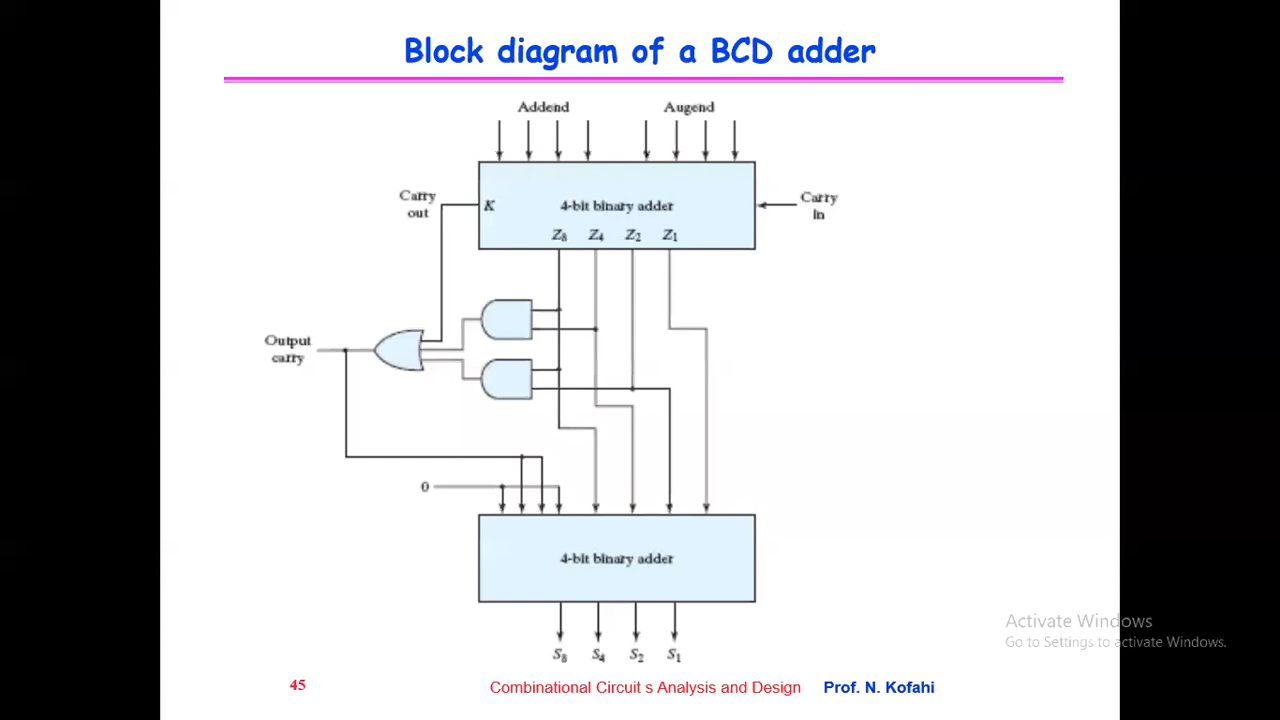 Block diagram of a BCD adder
Addend
Augend
Carry
out
K
4-bit binary adder
Carry
in
Z8 Z4 Z2 Z1
Output
carry
0
4-bit binary adder
S8 S4 S2 S1
Activate Windows
Go to Settings to activate Windows.
45
Combinational Circuit s Analysis and Design
Prof. N. Kofahi